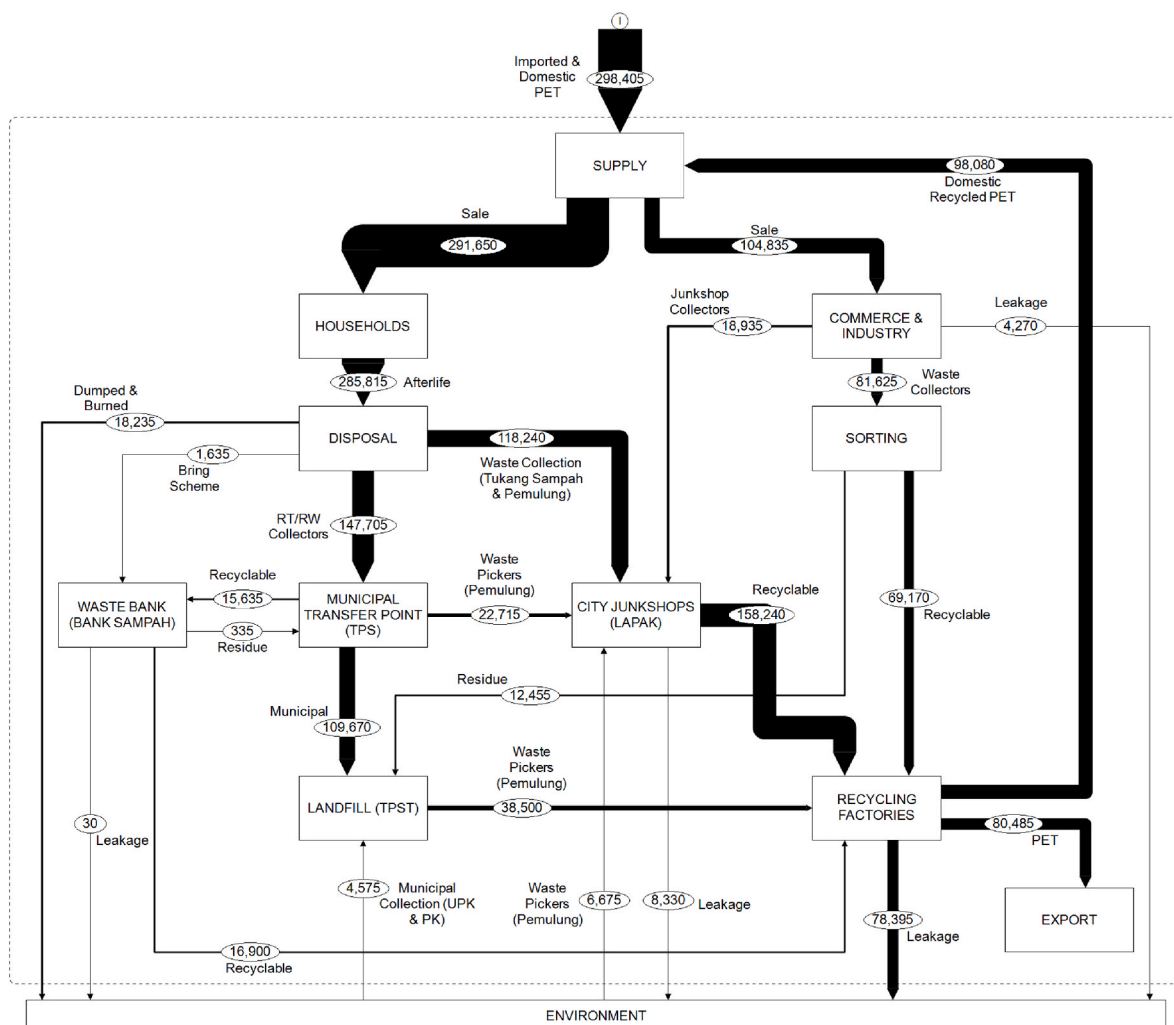 I
Imported &
Domestic
PET
298,405
SUPPLY
98,080
Domestic
Recycled PET
Sale
291,650
Sale
104,835
HOUSEHOLDS
Junkshop
Collectors
18,935
COMMERCE &
INDUSTRY
Leakage
4,270
285,815
Afterlife
81,625
Waste
Collectors
Dumped &
Burned
18,235
DISPOSAL
118,240
Waste Collection
(Tukang Sampah
& Pemulung)
SORTING
1,635
Bring
Scheme
RT/RW
Collectors
147,705
WASTE BANK
(BANK SAMPAH)
Recyclable
15,635
335
Residue
MUNICIPAL
TRANSFER POINT
(TPS)
Waste
Pickers
(Pemulung)
22,715
CITY JUNKSHOPS
(LAPAK)
Recyclable
158,240
69,170
Recyclable
Residue
12,455
Municipal
109,670
LANDFILL (TPST)
Waste
Pickers
(Pemulung)
38,500
RECYCLING
FACTORIES
80,485
PET
30
Leakage
4,575
Municipal
Collection (UPK
& PK)
Waste
Pickers
(Pemulung)
6,675
8,330
Leakage
78,395
Leakage
EXPORT
16,900
Recyclable
ENVIRONMENT